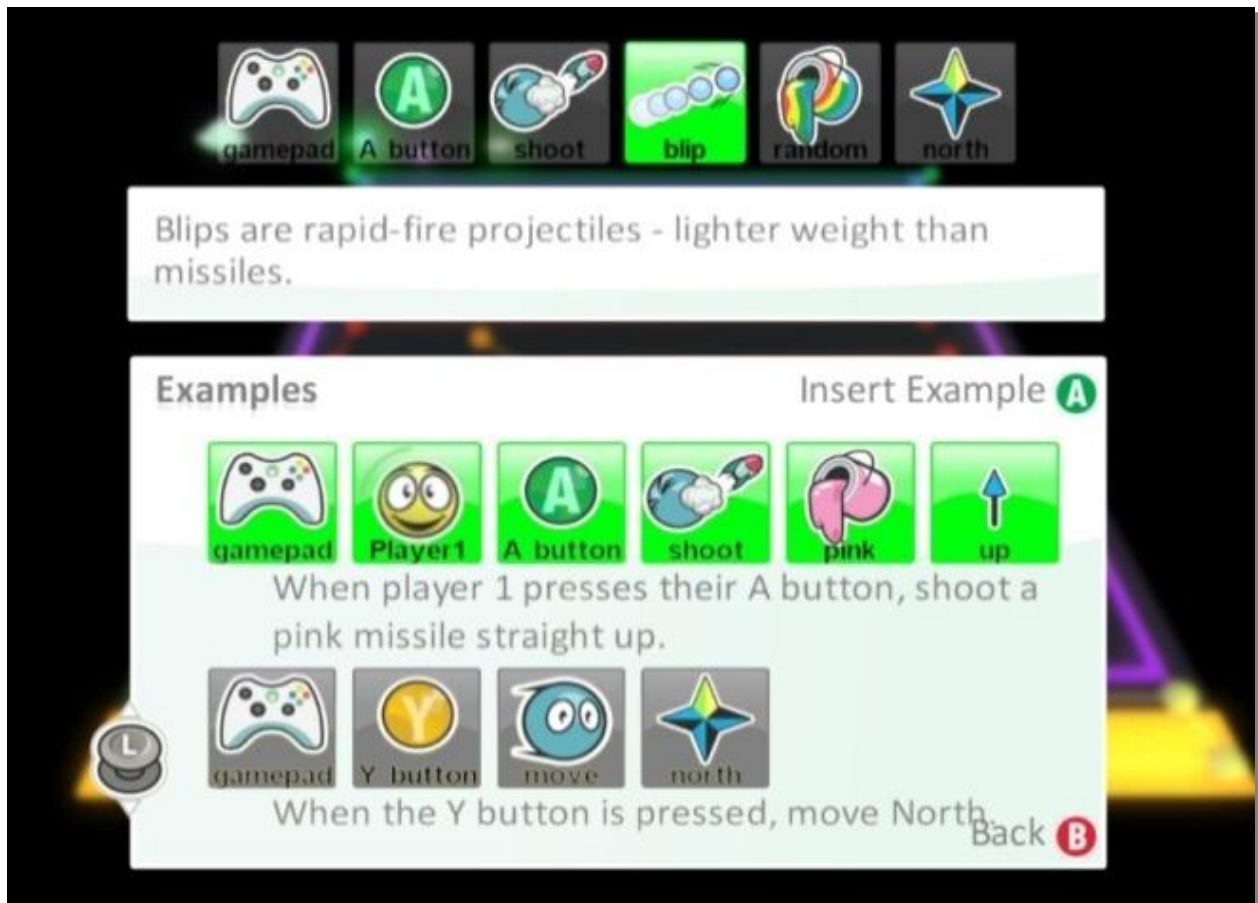 gamepad A button shoot blip random north
Blips are rapid-fire projectiles - lighter weight than
missiles.
Examples Insert Example A
gamepad Player1 A button shoot pink up
When player 1 presses their A button, shoot a
pink missile straight up.
L
gamepad Y button move north
When the Y button is pressed, move North.
Back B